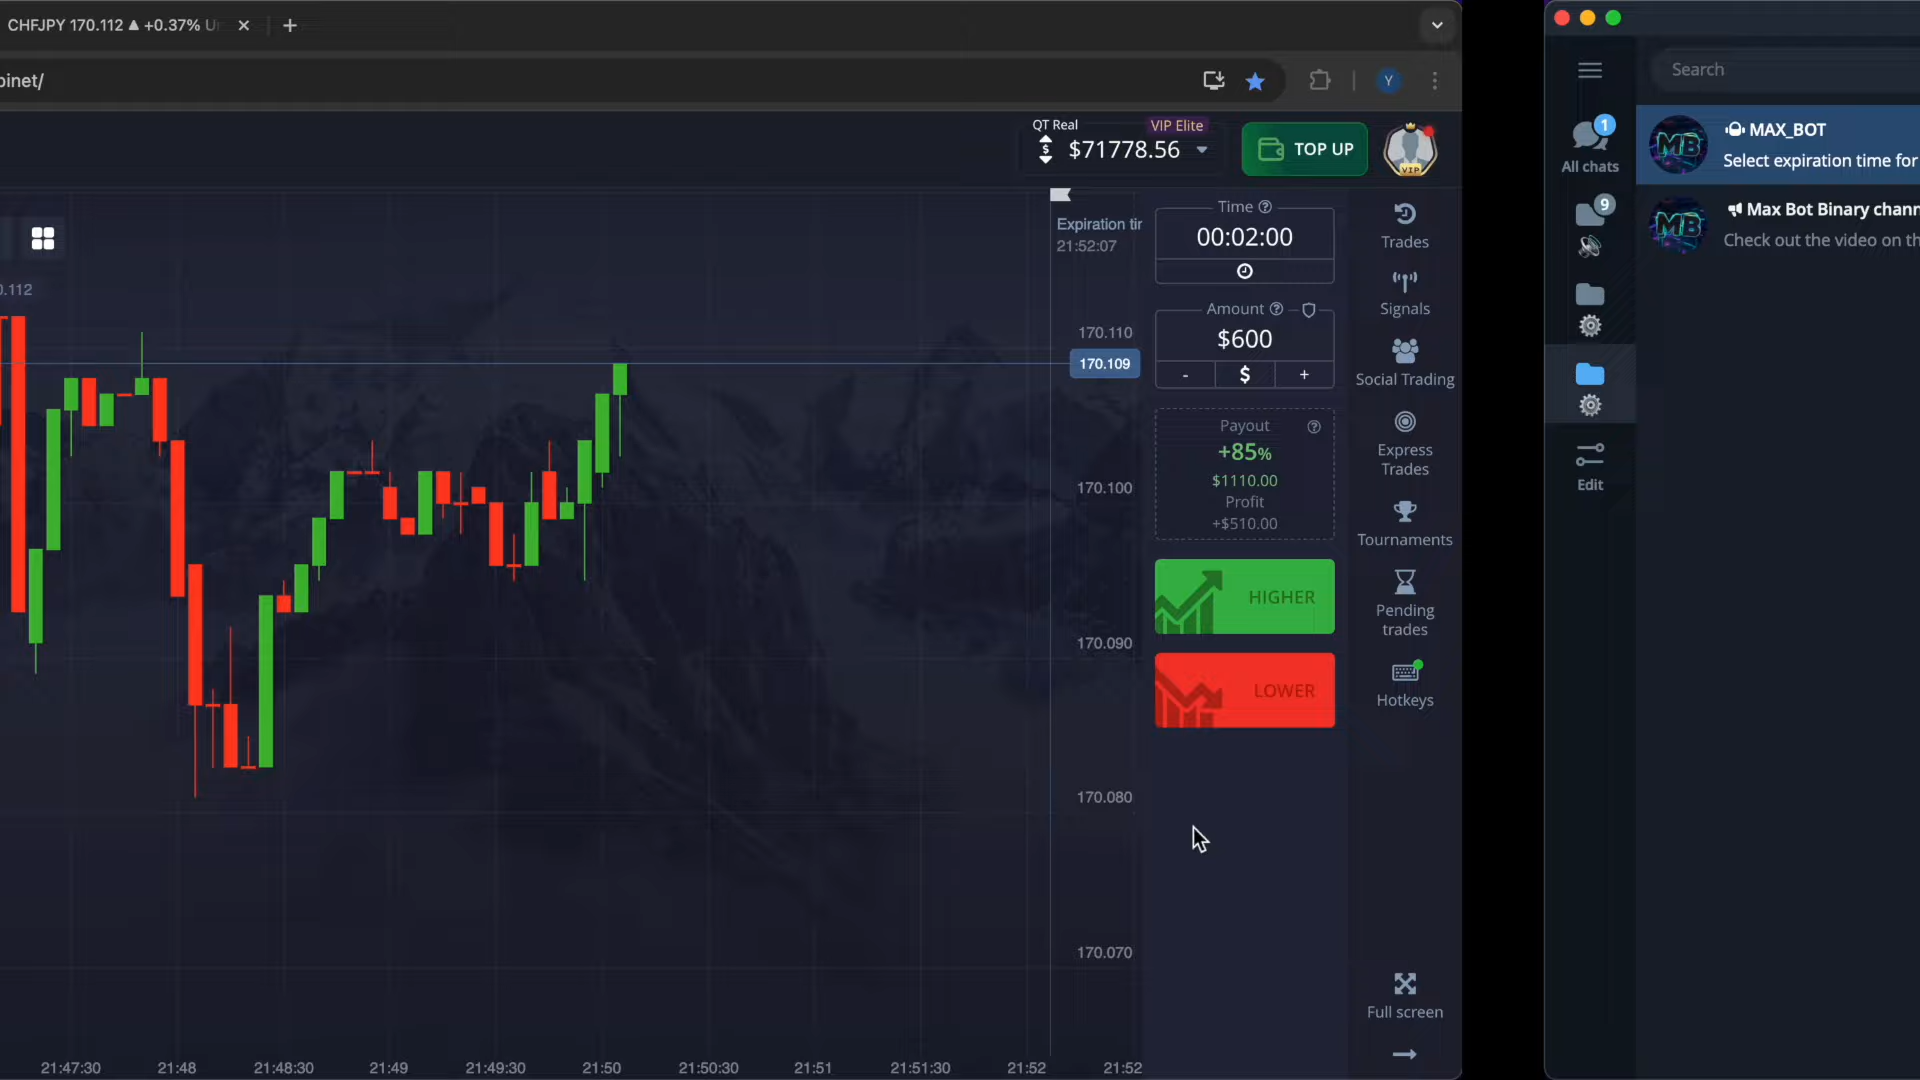 CHFJPY 170.112 ▲ +0.37%
binet/
Y
QT Real
VIP Elite
$71778.56
TOP UP
VIP
Expiration tir
21:52:07
Time
00:02:00
Amount
$600
- $ +
Payout
+85%
$1110.00
Profit
+$510.00
HIGHER
LOWER
Trades
Signals
Social Trading
Express
Trades
Tournaments
Pending
trades
Hotkeys
Full screen
0.112
170.110
170.109
170.100
170.090
170.080
170.070
21:47:30 21:48 21:48:30 21:49 21:49:30 21:50 21:50:30 21:51 21:51:30 21:52 21:52
Search
1
All chats
9
Edit
MB
MAX_BOT
Select expiration time for
MB
Max Bot Binary chann
Check out the video on th